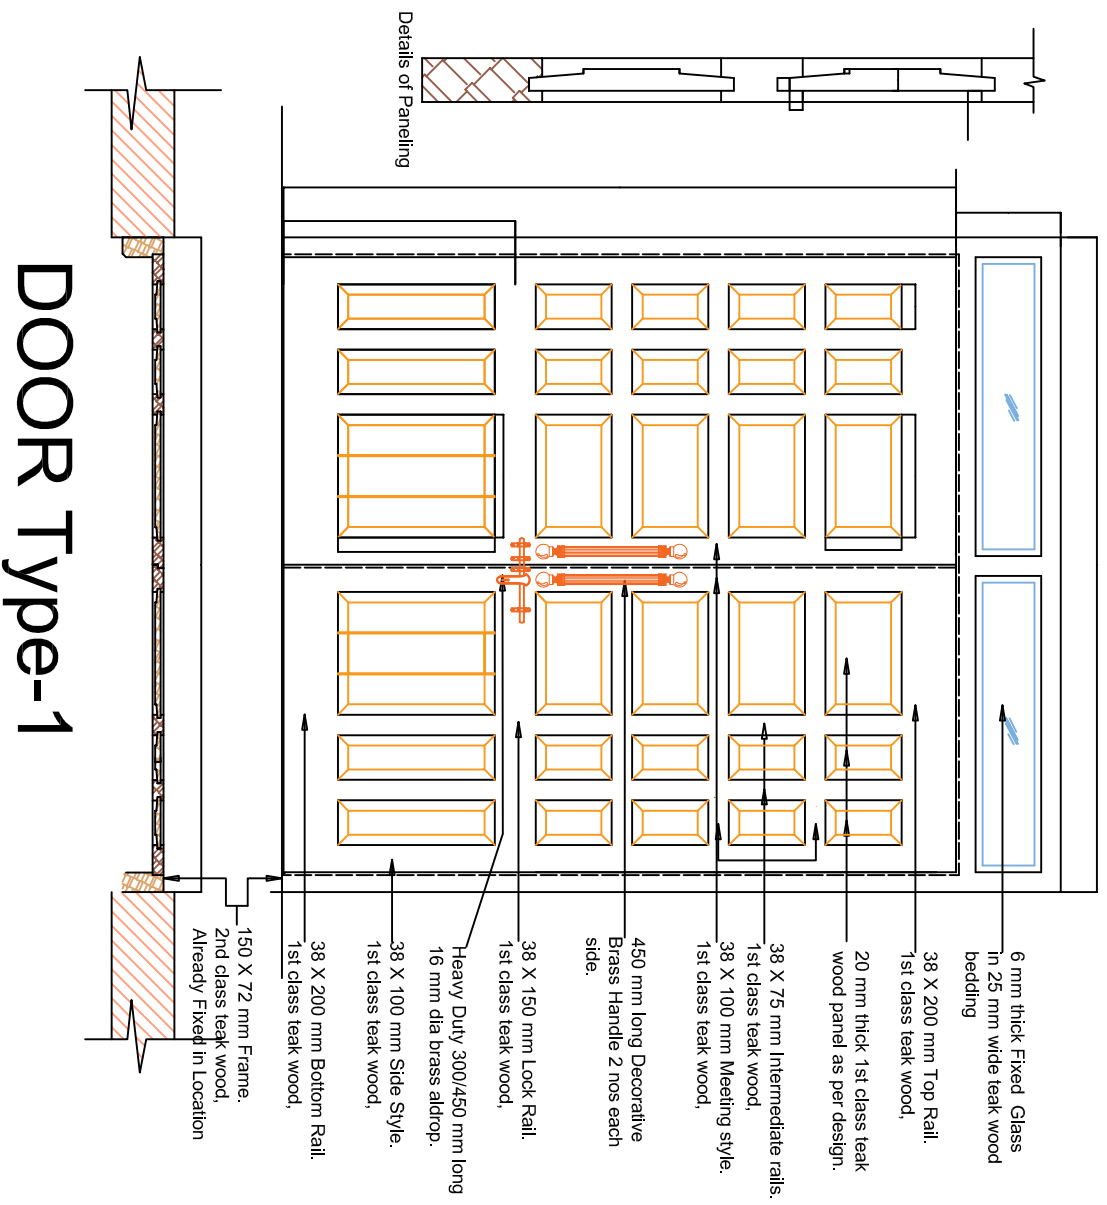 Details of Paneling
6 mm thick Fixed  Glass
in 25 mm wide teak wood
bedding
38 X 200 mm Top Rail.
1st class teak wood,
20 mm thick 1st class teak
wood panel as per design.
38 X 75 mm Intermediate rails.
1st class teak wood,
38 X 100 mm Meeting style.
1st class teak wood,
450 mm long Decorative
Brass Handle 2 nos each
side.
38 X 150 mm Lock Rail.
1st class teak wood,
Heavy Duty 300/450 mm long
16 mm dia brass aldrop.
38 X 100 mm Side Style.
1st class teak wood,
38 X 200 mm Bottom Rail.
1st class teak wood,
150 X 72 mm Frame.
2nd class teak wood,
Already Fixed in Location
DOOR Type-1